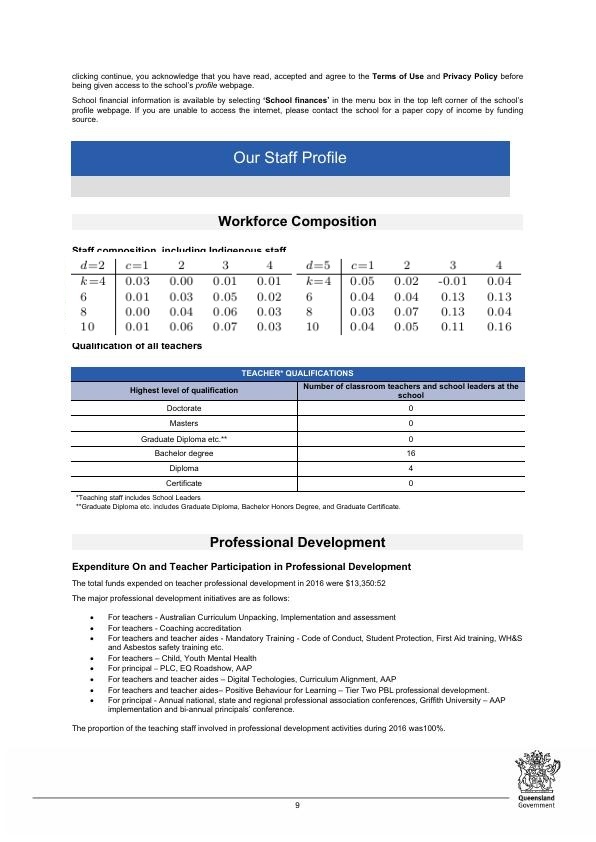 clicking continue, you acknowledge that you have read, accepted and agree to the Terms of Use and Privacy Policy before
being given access to the school's profile webpage.
School financial information is available by selecting 'School finances' in the menu box in the top left corner of the school's
profile webpage. If you are unable to access the internet, please contact the school for a paper copy of income by funding
source.
Our Staff Profile
Workforce Composition
Staff composition, including Indigenous staff
d=2 c=1 2 3 4 d=5 c=1 2 3 4
k=4 0.03 0.00 0.01 0.01 k=4 0.05 0.02 -0.01 0.04
6 0.01 0.03 0.05 0.02 6 0.04 0.04 0.13 0.13
8 0.00 0.04 0.06 0.03 8 0.03 0.07 0.13 0.04
10 0.01 0.06 0.07 0.03 10 0.04 0.05 0.11 0.16
Qualification of all teachers
TEACHER* QUALIFICATIONS
Highest level of qualification Number of classroom teachers and school leaders at the
school
Doctorate 0
Masters 0
Graduate Diploma etc.** 0
Bachelor degree 16
Diploma 4
Certificate 0
*Teaching staff includes School Leaders
**Graduate Diploma etc. includes Graduate Diploma, Bachelor Honors Degree, and Graduate Certificate.
Professional Development
Expenditure On and Teacher Participation in Professional Development
The total funds expended on teacher professional development in 2016 were $13,350:52
The major professional development initiatives are as follows:
• For teachers - Australian Curriculum Unpacking, Implementation and assessment
• For teachers - Coaching accreditation
• For teachers and teacher aides - Mandatory Training - Code of Conduct, Student Protection, First Aid training, WH&S
and Asbestos safety training etc.
• For teachers – Child, Youth Mental Health
• For principal – PLC, EQ Roadshow, AAP
• For teachers and teacher aides – Digital Techologies, Curriculum Alignment, AAP
• For teachers and teacher aides– Positive Behaviour for Learning – Tier Two PBL professional development.
• For principal - Annual national, state and regional professional association conferences, Griffith University – AAP
implementation and bi-annual principals' conference.
The proportion of the teaching staff involved in professional development activities during 2016 was100%.
Queensland
Government
9